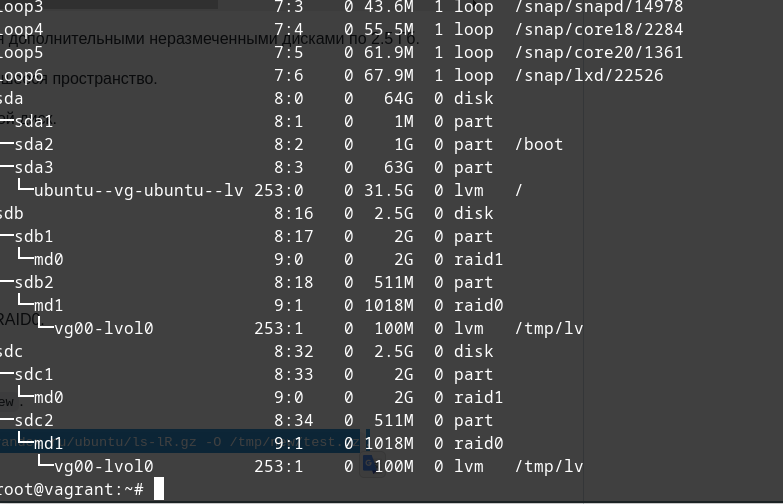 loop3 7:3 0 43.6M 1 loop /snap/snapd/14978
loop4 7:4 0 55.5M 1 loop /snap/core18/2284
дополнительными неразмеченными дисками по 2.5 Гб.
loop5 7:5 0 61.9M 1 loop /snap/core20/1361
loop6 7:6 0 67.9M 1 loop /snap/lxd/22526
пространство.
sda 8:0 0 64G 0 disk
└─sda1 8:1 0 1M 0 part
└─sda2 8:2 0 1G 0 part /boot
└─sda3 8:3 0 63G 0 part
└─ubuntu--vg-ubuntu--lv 253:0 0 31.5G 0 lvm /
sdb 8:16 0 2.5G 0 disk
─sdb1 8:17 0 2G 0 part
└─md0 9:0 0 2G 0 raid1
─sdb2 8:18 0 511M 0 part
└─md1 9:1 0 1018M 0 raid0
RAID0
└─vg00-lvol0 253:1 0 100M 0 lvm /tmp/lv
sdc 8:32 0 2.5G 0 disk
─sdc1 8:33 0 2G 0 part
└─md0 9:0 0 2G 0 raid1
ew .
─sdc2 8:34 0 511M 0 part
/ubuntu/ls-lR.gz -O /tmp/
└─md1 9:1 0 1018M 0 raid0
└─vg00-lvol0 253:1 0 100M 0 lvm /tmp/lv
root@vagrant:~#